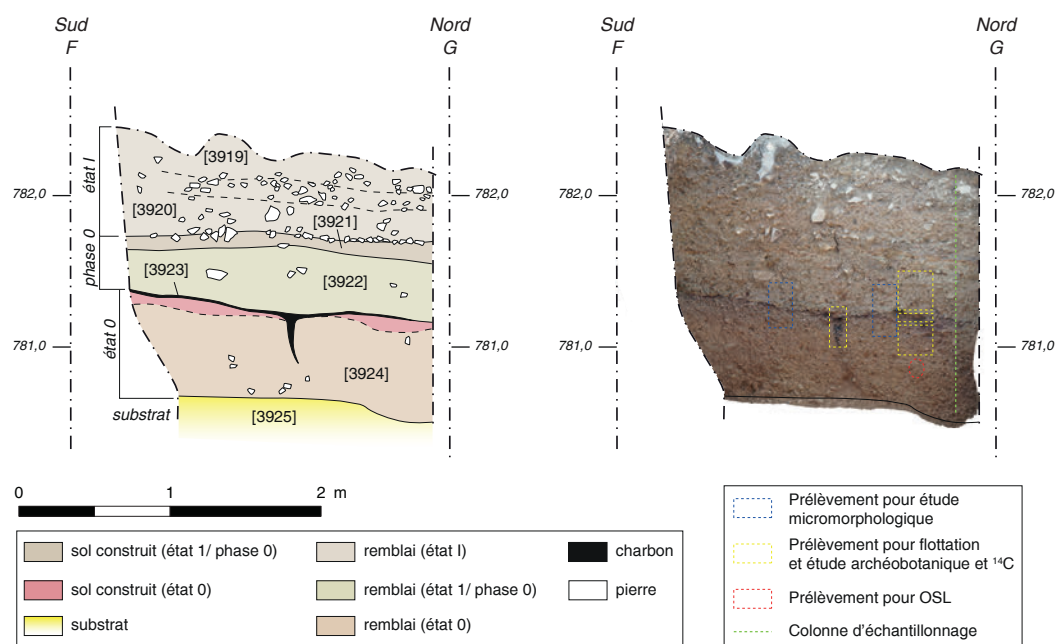 Sud
F
Nord
G
Sud
F
Nord
G
[3919]
état I
782,0
782,0
782,0
782,0
[3920]
[3921]
phase 0
[3923]
[3922]
781,0
781,0
781,0
781,0
état 0
[3924]
substrat
[3925]
0 1 2 m
sol construit (état 1/ phase 0)
remblai (état I)
charbon
sol construit (état 0)
remblai (état 1/ phase 0)
pierre
substrat
remblai (état 0)
Prélèvement pour étude
micromorphologique
Prélèvement pour flottation
et étude archéobotanique et ¹⁴C
Prélèvement pour OSL
Colonne d'échantillonnage